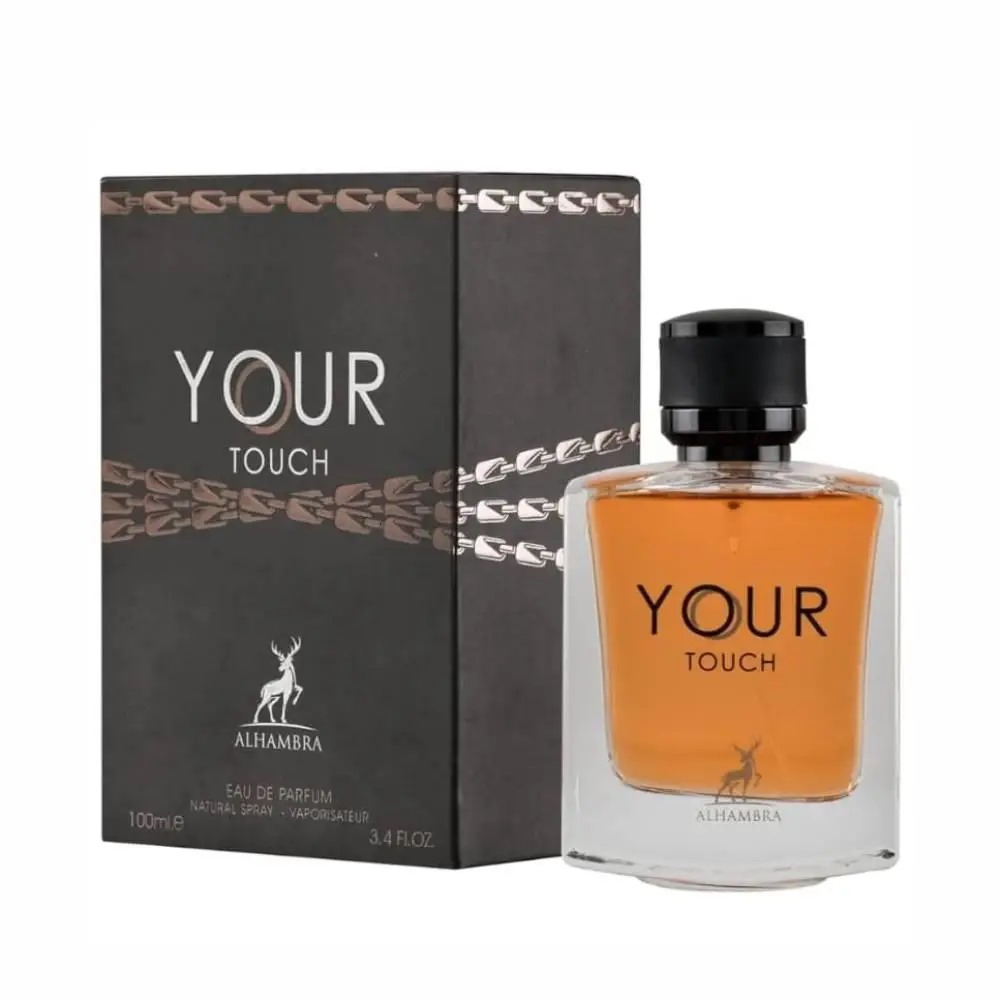 YOUR
TOUCH
ALHAMBRA
EAU DE PARFUM
NATURAL SPRAY - VAPORISATEUR
100ml.e
3.4 FL.OZ.
YOUR
TOUCH
ALHAMBRA